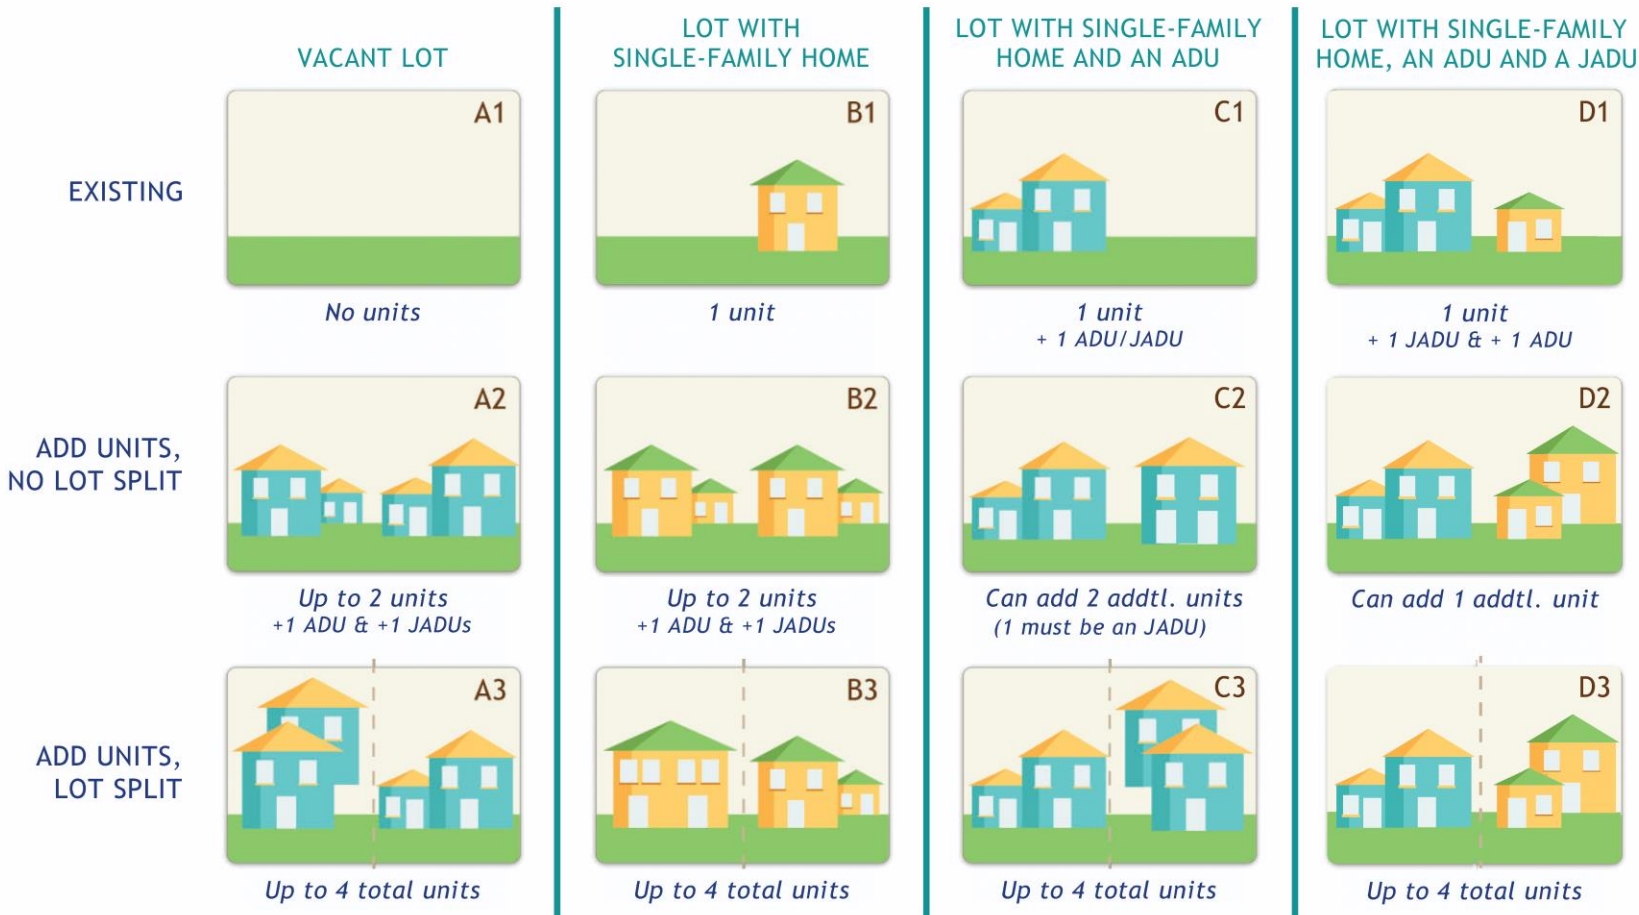 VACANT LOT
LOT WITH
SINGLE-FAMILY HOME
LOT WITH SINGLE-FAMILY
HOME AND AN ADU
LOT WITH SINGLE-FAMILY
HOME, AN ADU AND A JADU
EXISTING
A1
B1
C1
D1
No units
1 unit
1 unit
+ 1 ADU/JADU
1 unit
+ 1 JADU & + 1 ADU
ADD UNITS,
NO LOT SPLIT
A2
B2
C2
D2
Up to 2 units
+1 ADU & +1 JADUs
Up to 2 units
+1 ADU & +1 JADUs
Can add 2 addtl. units
(1 must be an JADU)
Can add 1 addtl. unit
ADD UNITS,
LOT SPLIT
A3
B3
C3
D3
Up to 4 total units
Up to 4 total units
Up to 4 total units
Up to 4 total units